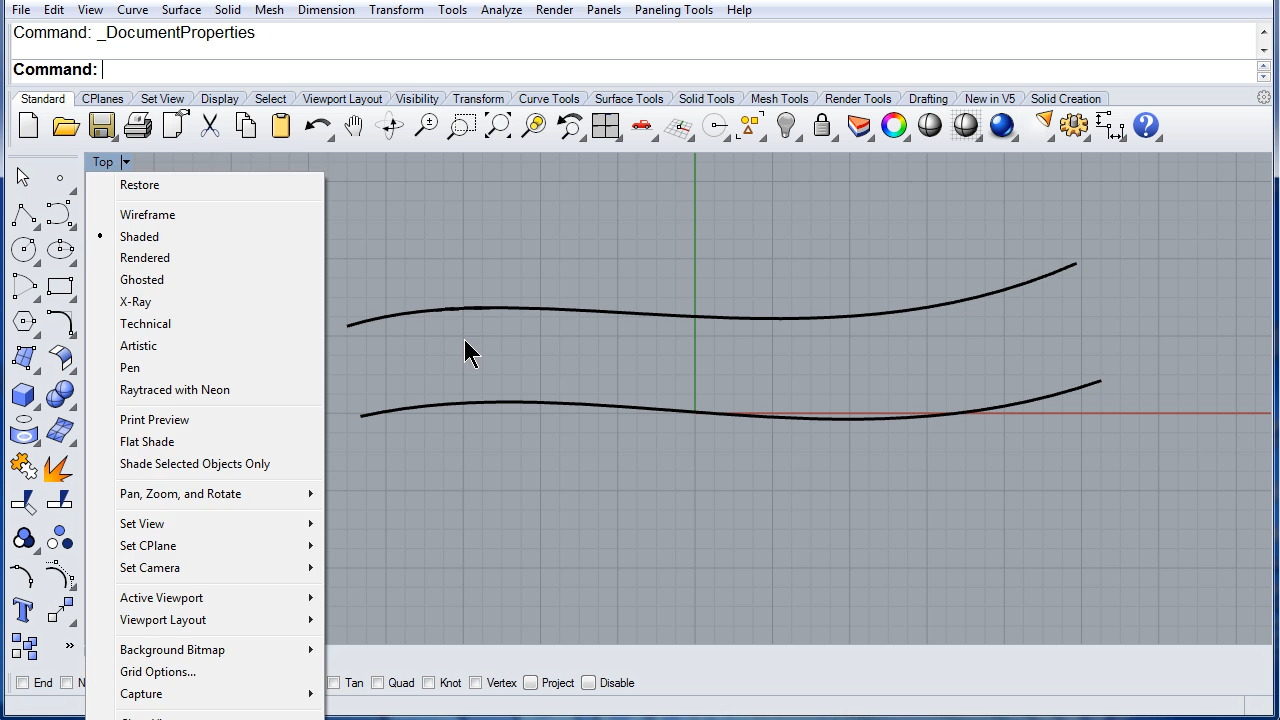 File Edit View Curve Surface Solid Mesh Dimension Transform Tools Analyze Render Panels Paneling Tools Help
Command: _DocumentProperties
Command:
Standard CPlanes Set View Display Select Viewport Layout Visibility Transform Curve Tools Surface Tools Solid Tools Mesh Tools Render Tools Drafting New in V5 Solid Creation
Top
Restore
Wireframe
Shaded
Rendered
Ghosted
X-Ray
Technical
Artistic
Pen
Raytraced with Neon
Print Preview
Flat Shade
Shade Selected Objects Only
Pan, Zoom, and Rotate
Set View
Set CPlane
Set Camera
Active Viewport
Viewport Layout
Background Bitmap
Grid Options...
Capture
End Tan Quad Knot Vertex Project Disable